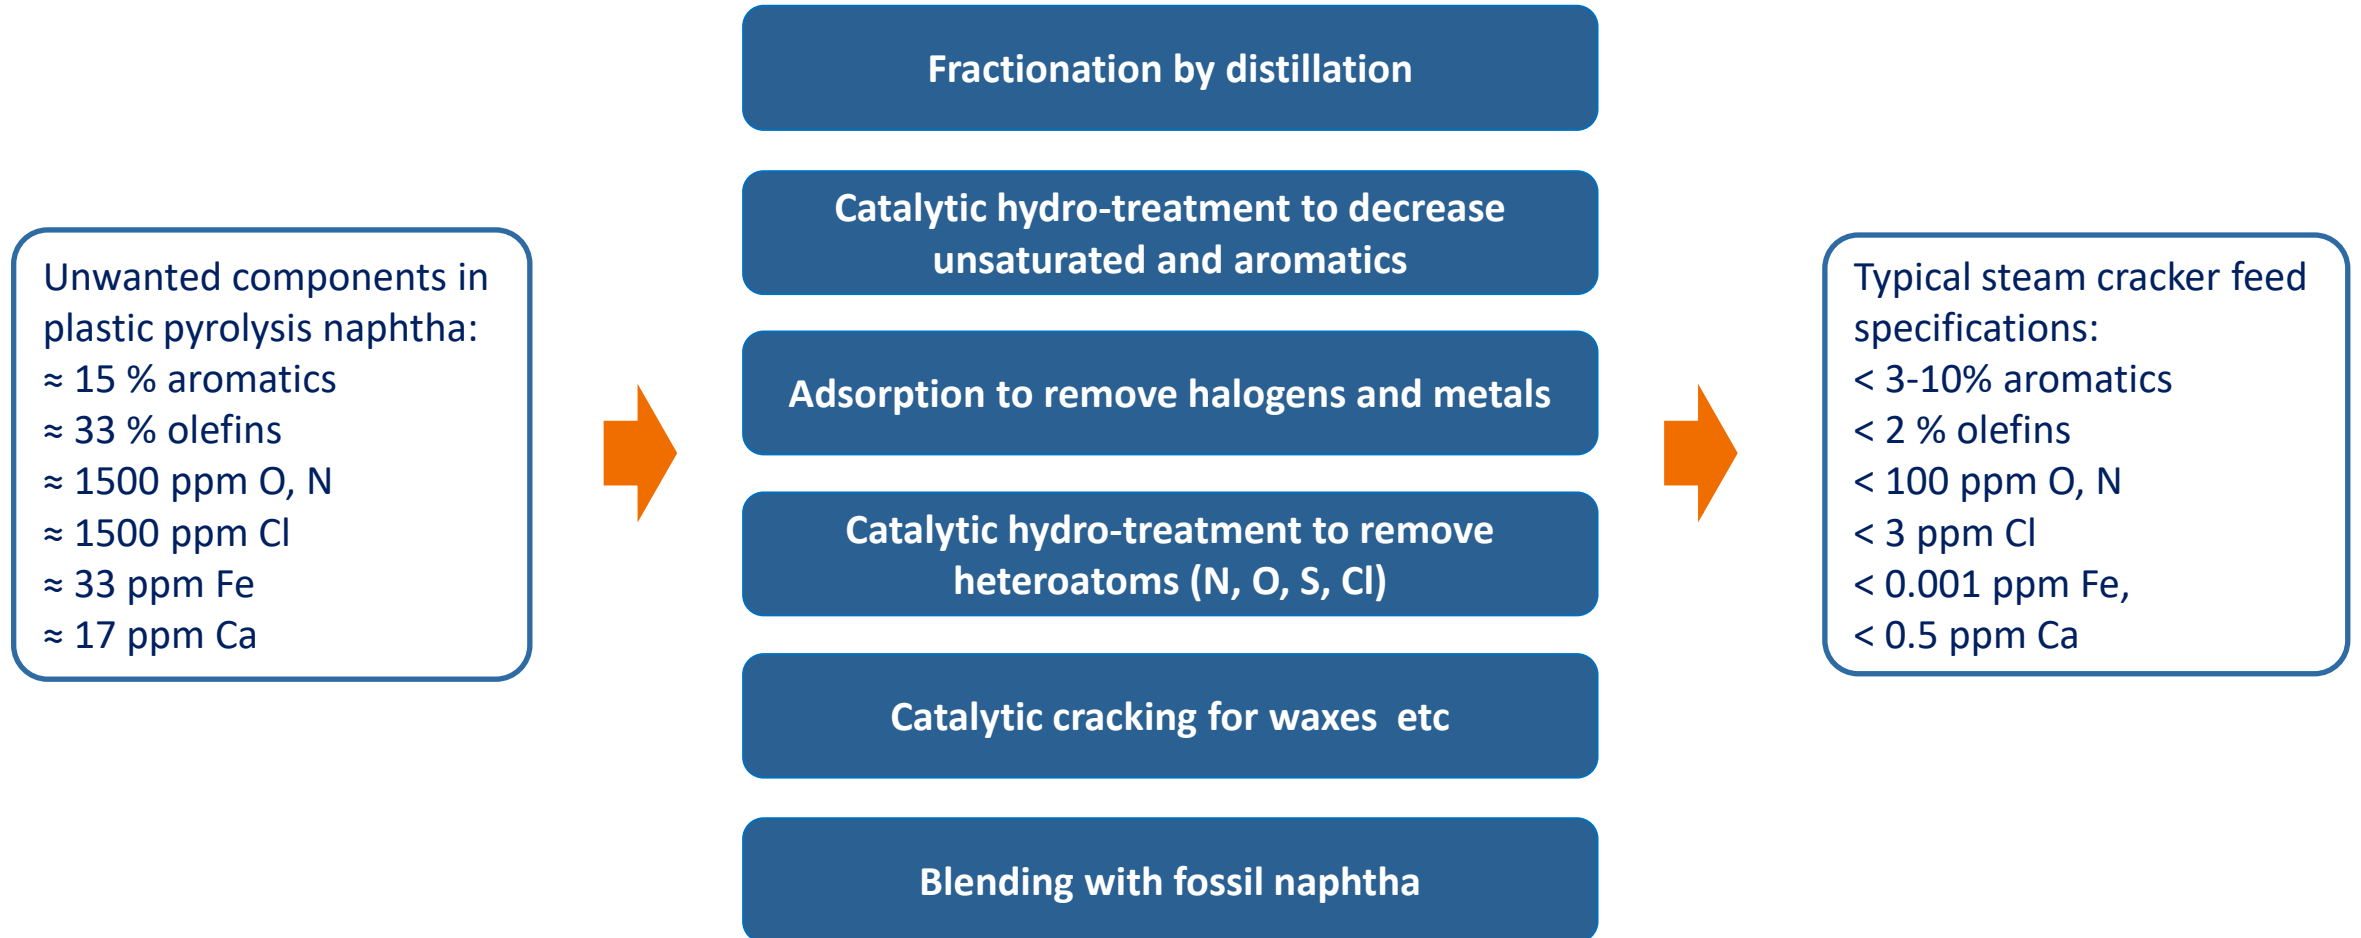 Unwanted components in
plastic pyrolysis naphtha:
≈ 15 % aromatics
≈ 33 % olefins
≈ 1500 ppm O, N
≈ 1500 ppm Cl
≈ 33 ppm Fe
≈ 17 ppm Ca
Fractionation by distillation
Catalytic hydro-treatment to decrease
unsaturated and aromatics
Adsorption to remove halogens and metals
Catalytic hydro-treatment to remove
heteroatoms (N, O, S, Cl)
Catalytic cracking for waxes  etc
Blending with fossil naphtha
Typical steam cracker feed
specifications:
< 3-10% aromatics
< 2 % olefins
< 100 ppm O, N
< 3 ppm Cl
< 0.001 ppm Fe,
< 0.5 ppm Ca